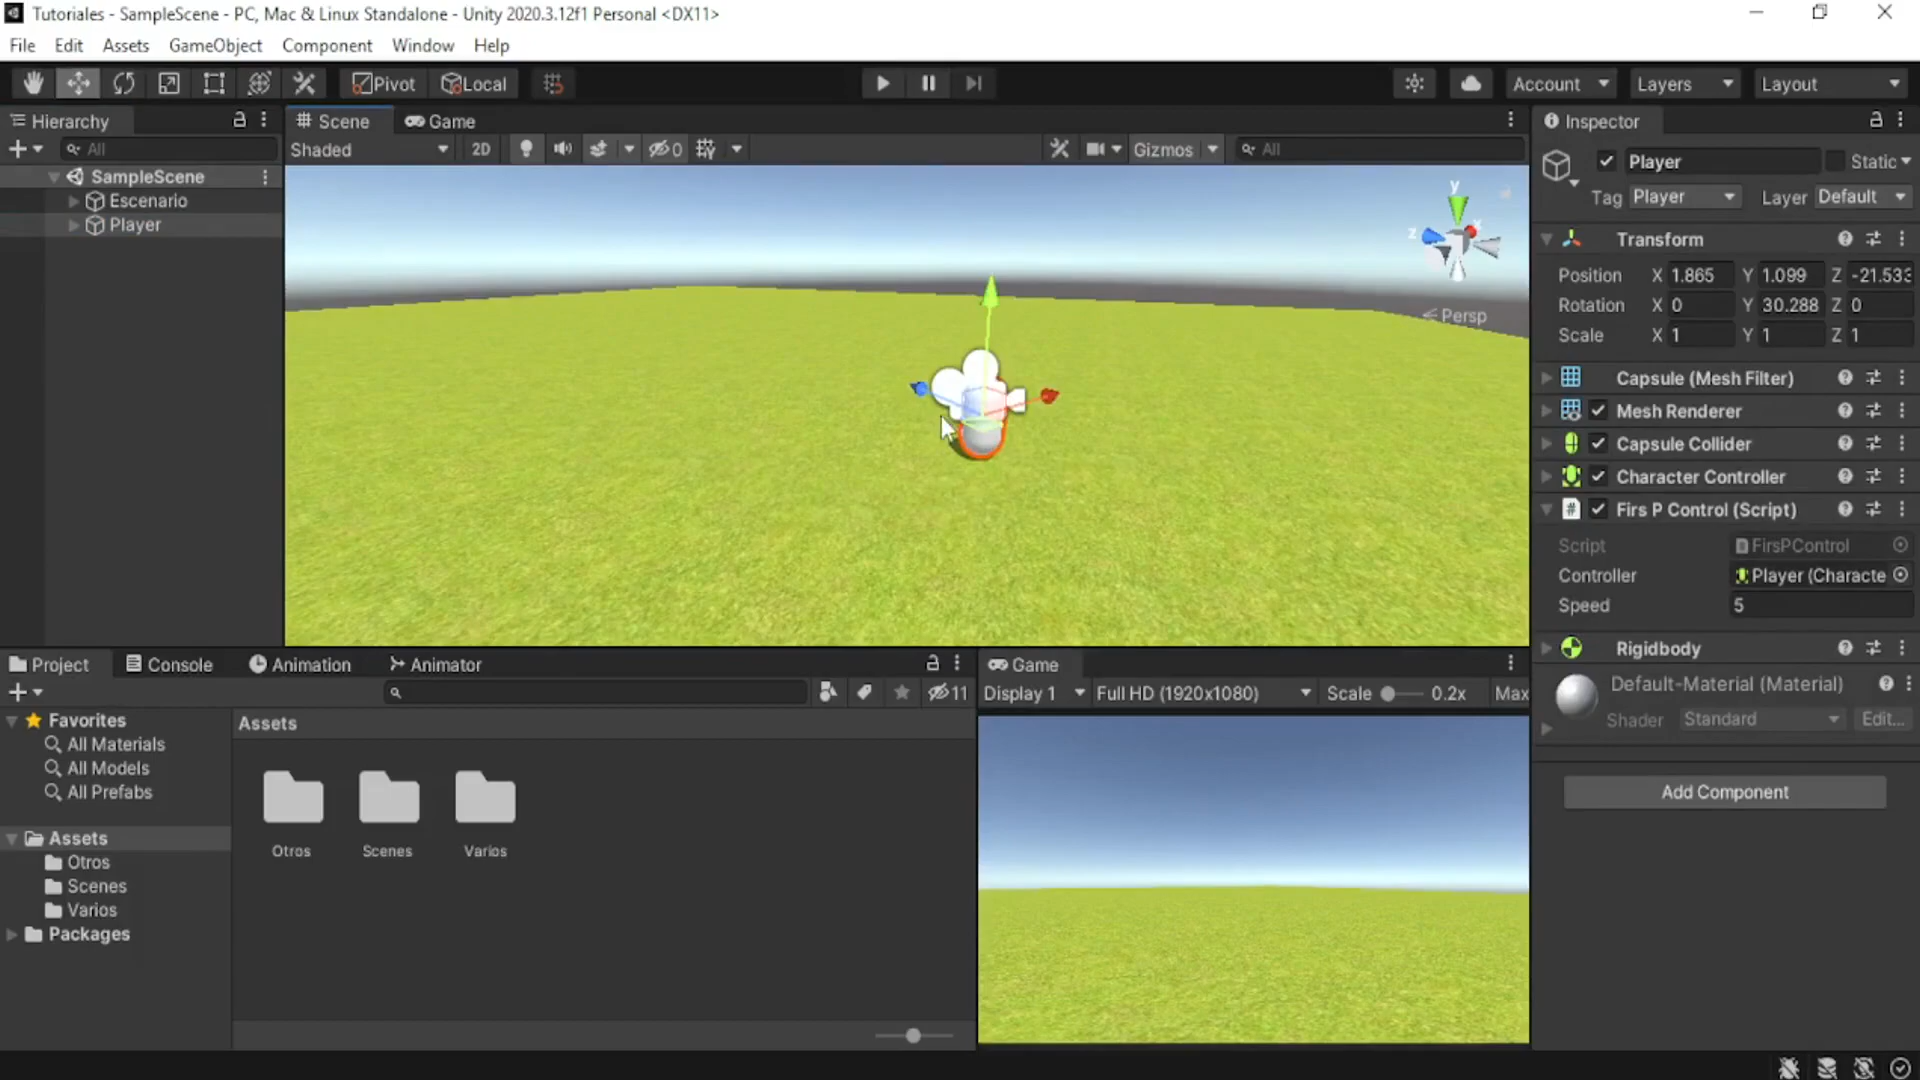 Tutoriales - SampleScene - PC, Mac & Linux Standalone - Unity 2020.3.12f1 Personal <DX11>
File Edit Assets GameObject Component Window Help
Pivot Local Account Layers Layout
Hierarchy
All
SampleScene
Escenario
Player
Scene Game
Shaded 2D 0 Gizmos All
y
x
z
Persp
Inspector
Player Static
Tag Player Layer Default
Transform
Position X 1.865 Y 1.099 Z -21.533
Rotation X 0 Y 30.288 Z 0
Scale X 1 Y 1 Z 1
Capsule (Mesh Filter)
Mesh Renderer
Capsule Collider
Character Controller
Firs P Control (Script)
Script FirsPControl
Controller Player (Characte
Speed 5
Rigidbody
Default-Material (Material)
Shader Standard Edit...
Add Component
Project Console Animation Animator
11
Favorites
All Materials
All Models
All Prefabs
Assets
Otros
Scenes
Varios
Packages
Assets
Otros Scenes Varios
Game
Display 1 Full HD (1920x1080) Scale 0.2x Max